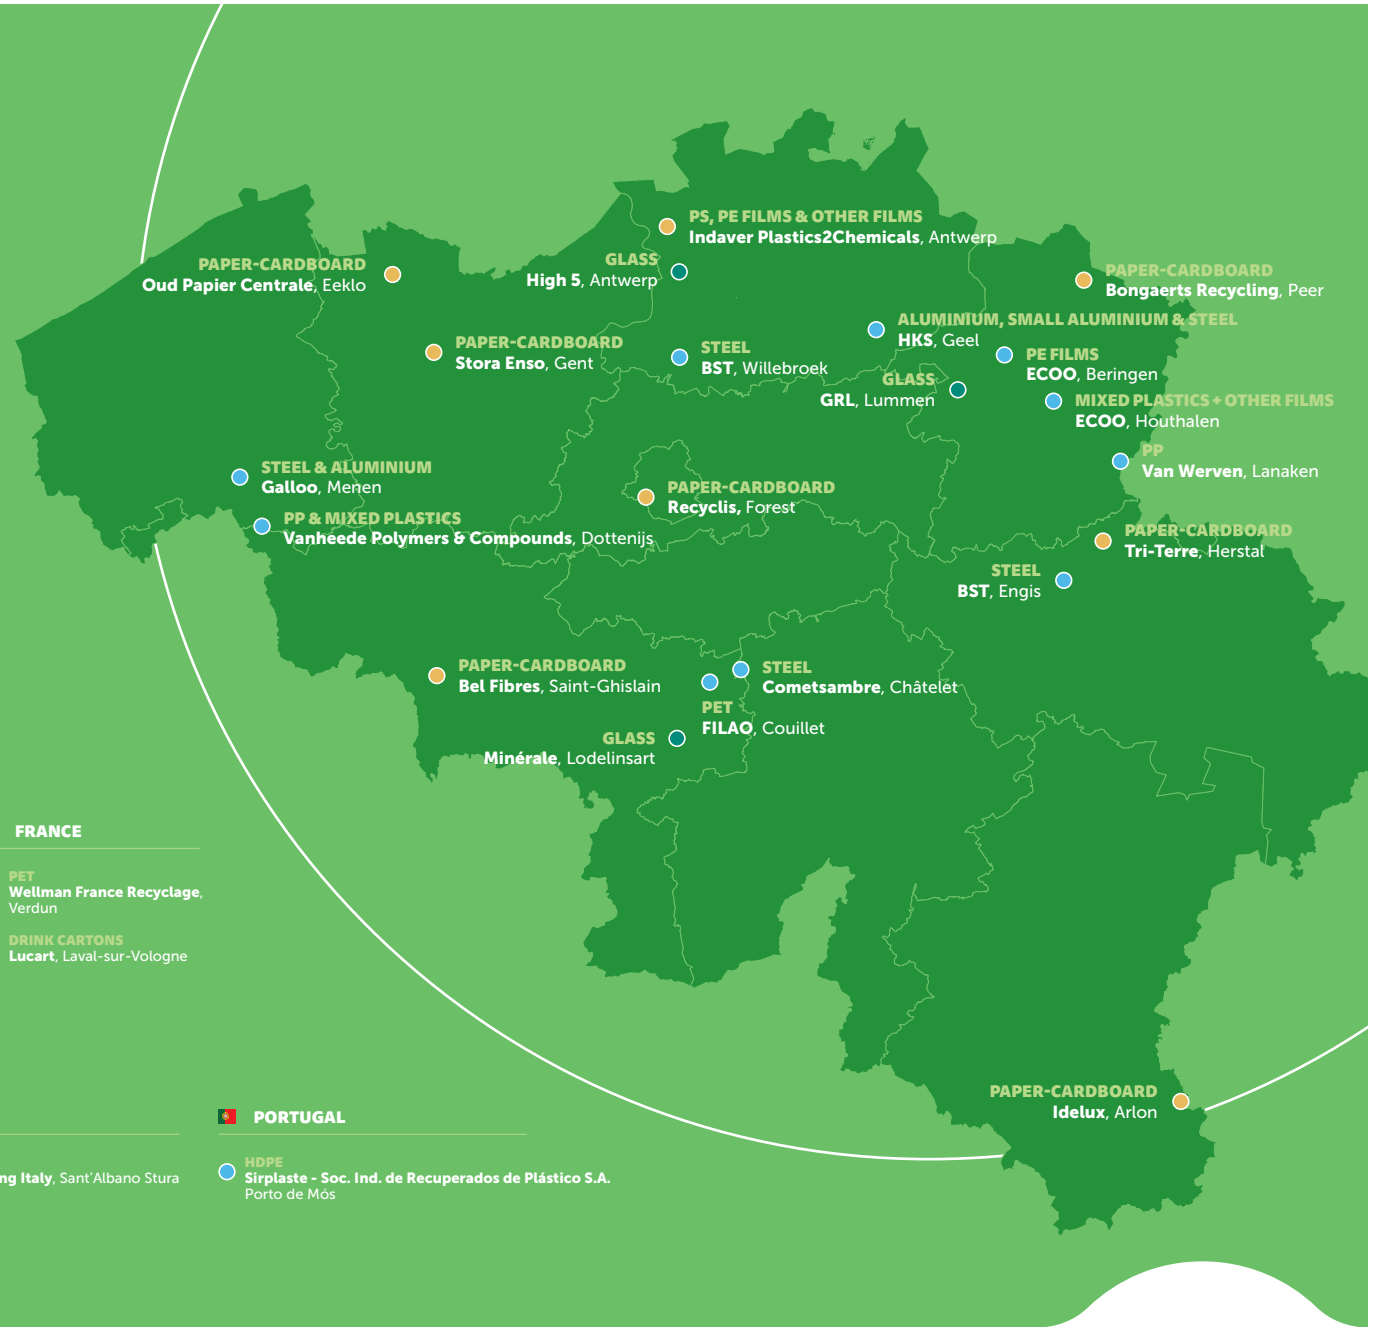 PS, PE FILMS & OTHER FILMS
Indaver Plastics2Chemicals, Antwerp
GLASS
High 5, Antwerp
PAPER-CARDBOARD
Oud Papier Centrale, Eeklo
PAPER-CARDBOARD
Bongaerts Recycling, Peer
ALUMINIUM, SMALL ALUMINIUM & STEEL
HKS, Geel
PAPER-CARDBOARD
Stora Enso, Gent
STEEL
BST, Willebroek
PE FILMS
ECOO, Beringen
GLASS
GRL, Lummen
MIXED PLASTICS + OTHER FILMS
ECOO, Houthalen
PP
Van Werven, Lanaken
STEEL & ALUMINIUM
Galloo, Menen
PAPER-CARDBOARD
Recyclis, Forest
PP & MIXED PLASTICS
Vanheede Polymers & Compounds, Dottenijs
PAPER-CARDBOARD
Tri-Terre, Herstal
STEEL
BST, Engis
PAPER-CARDBOARD
Bel Fibres, Saint-Ghislain
STEEL
Cometsambre, Châtelet
PET
FILAO, Couillet
GLASS
Minérale, Lodelinsart
FRANCE
PET
Wellman France Recyclage,
Verdun
DRINK CARTONS
Lucart, Laval-sur-Vologne
PAPER-CARDBOARD
Idelux, Arlon
PORTUGAL
HDPE
Sirplaste - Soc. Ind. de Recuperados de Plástico S.A.
Porto de Mós
ng Italy, Sant'Albano Stura